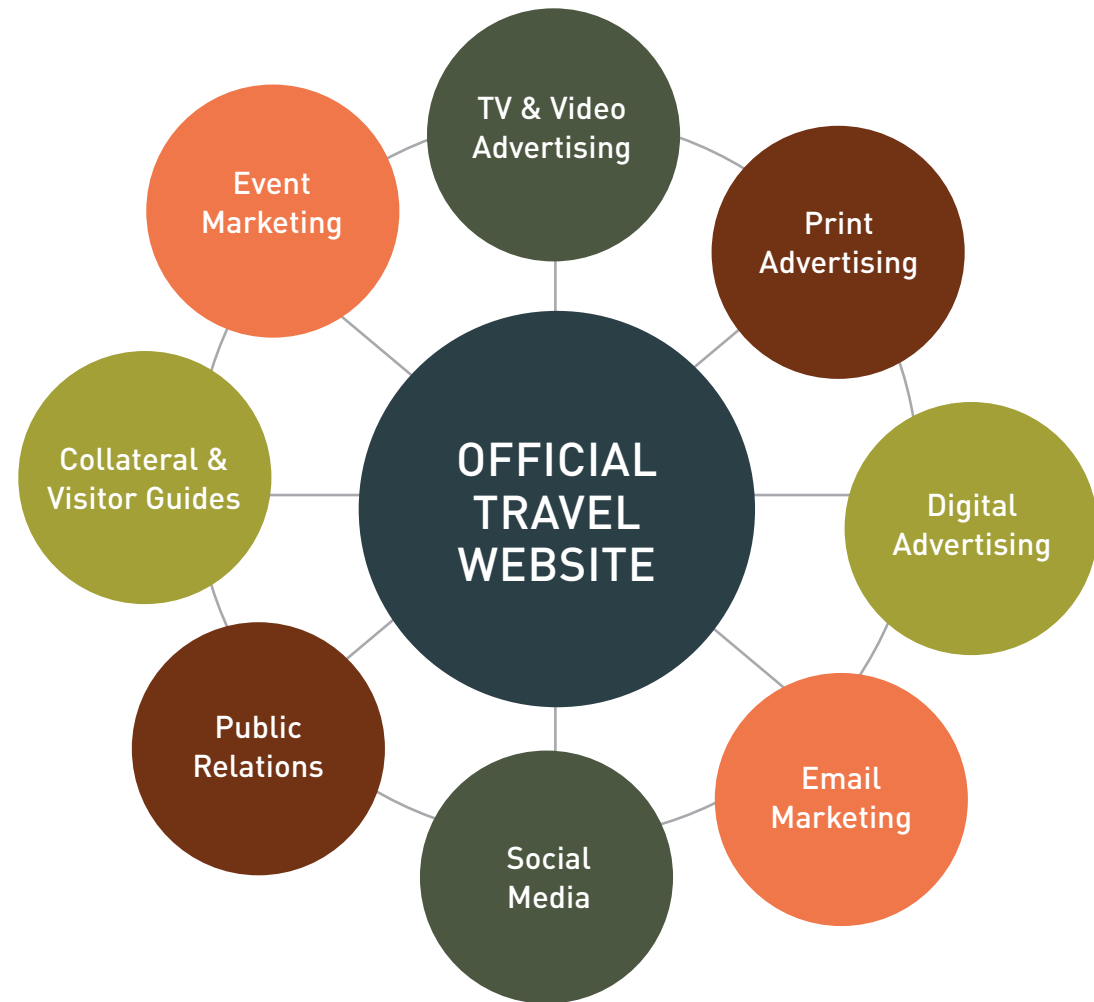 TV & Video
Advertising
Print
Advertising
Digital
Advertising
Email
Marketing
Social
Media
Public
Relations
Collateral &
Visitor Guides
Event
Marketing
OFFICIAL
TRAVEL
WEBSITE